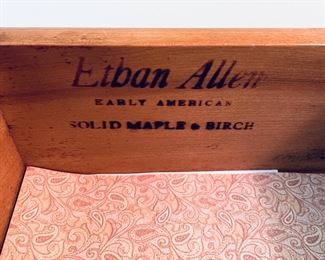 Ethan Allen
EARLY AMERICAN
SOLID MAPLE & BIRCH